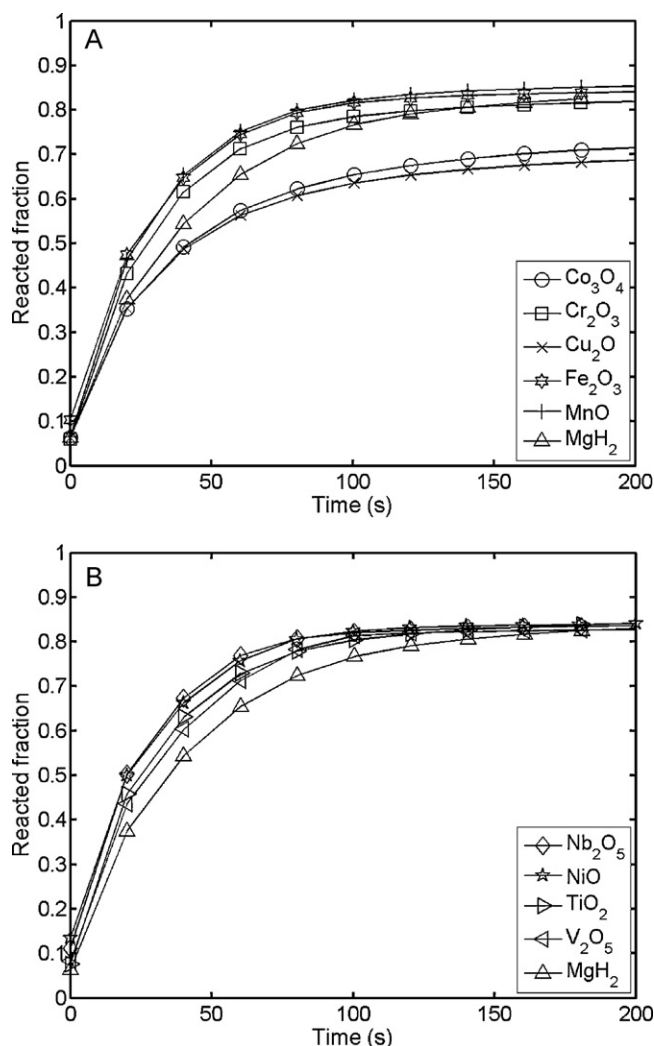 A
1
0.9
0.8
0.7
0.6
0.5
0.4
0.3
0.2
0.1
0
Reacted fraction
Co₃O₄
Cr₂O₃
Cu₂O
Fe₂O₃
MnO
MgH₂
0 50 100 150 200
Time (s)
B
1
0.9
0.8
0.7
0.6
0.5
0.4
0.3
0.2
0.1
0
Reacted fraction
Nb₂O₅
NiO
TiO₂
V₂O₅
MgH₂
0 50 100 150 200
Time (s)